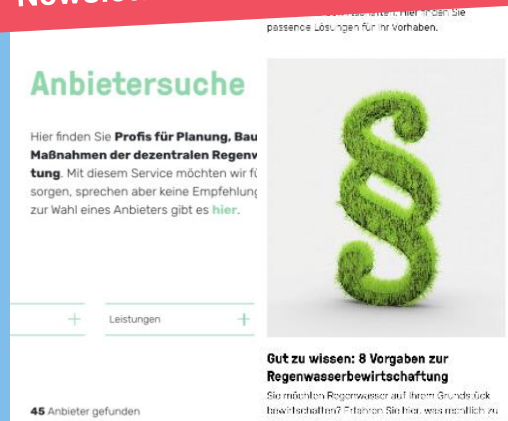 passende Lösungen für Ihr Vorhaben.
Anbietersuche
Hier finden Sie Profis für Planung, Bau
Maßnahmen der dezentralen Regenw
tung. Mit diesem Service möchten wir fü
sorgen, sprechen aber keine Empfehlung
zur Wahl eines Anbieters gibt es hier.
§
Leistungen
45 Anbieter gefunden
Gut zu wissen: 8 Vorgaben zur
Regenwasserbewirtschaftung
Sie möchten Regenwasser auf Ihrem Grundstück
bewirtschaften? Erfahren Sie hier, was rechtlich zu